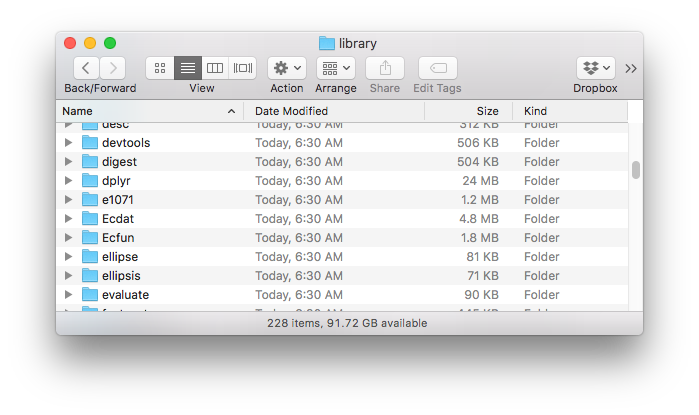 library
Back/Forward View Action Arrange Share Edit Tags Dropbox
Name Date Modified Size Kind
desc Today, 6:30 AM 312 KB Folder
devtools Today, 6:30 AM 506 KB Folder
digest Today, 6:30 AM 504 KB Folder
dplyr Today, 6:30 AM 24 MB Folder
e1071 Today, 6:30 AM 1.2 MB Folder
Ecdat Today, 6:30 AM 4.8 MB Folder
Ecfun Today, 6:30 AM 1.8 MB Folder
ellipse Today, 6:30 AM 81 KB Folder
ellipsis Today, 6:30 AM 71 KB Folder
evaluate Today, 6:30 AM 90 KB Folder
228 items, 91.72 GB available